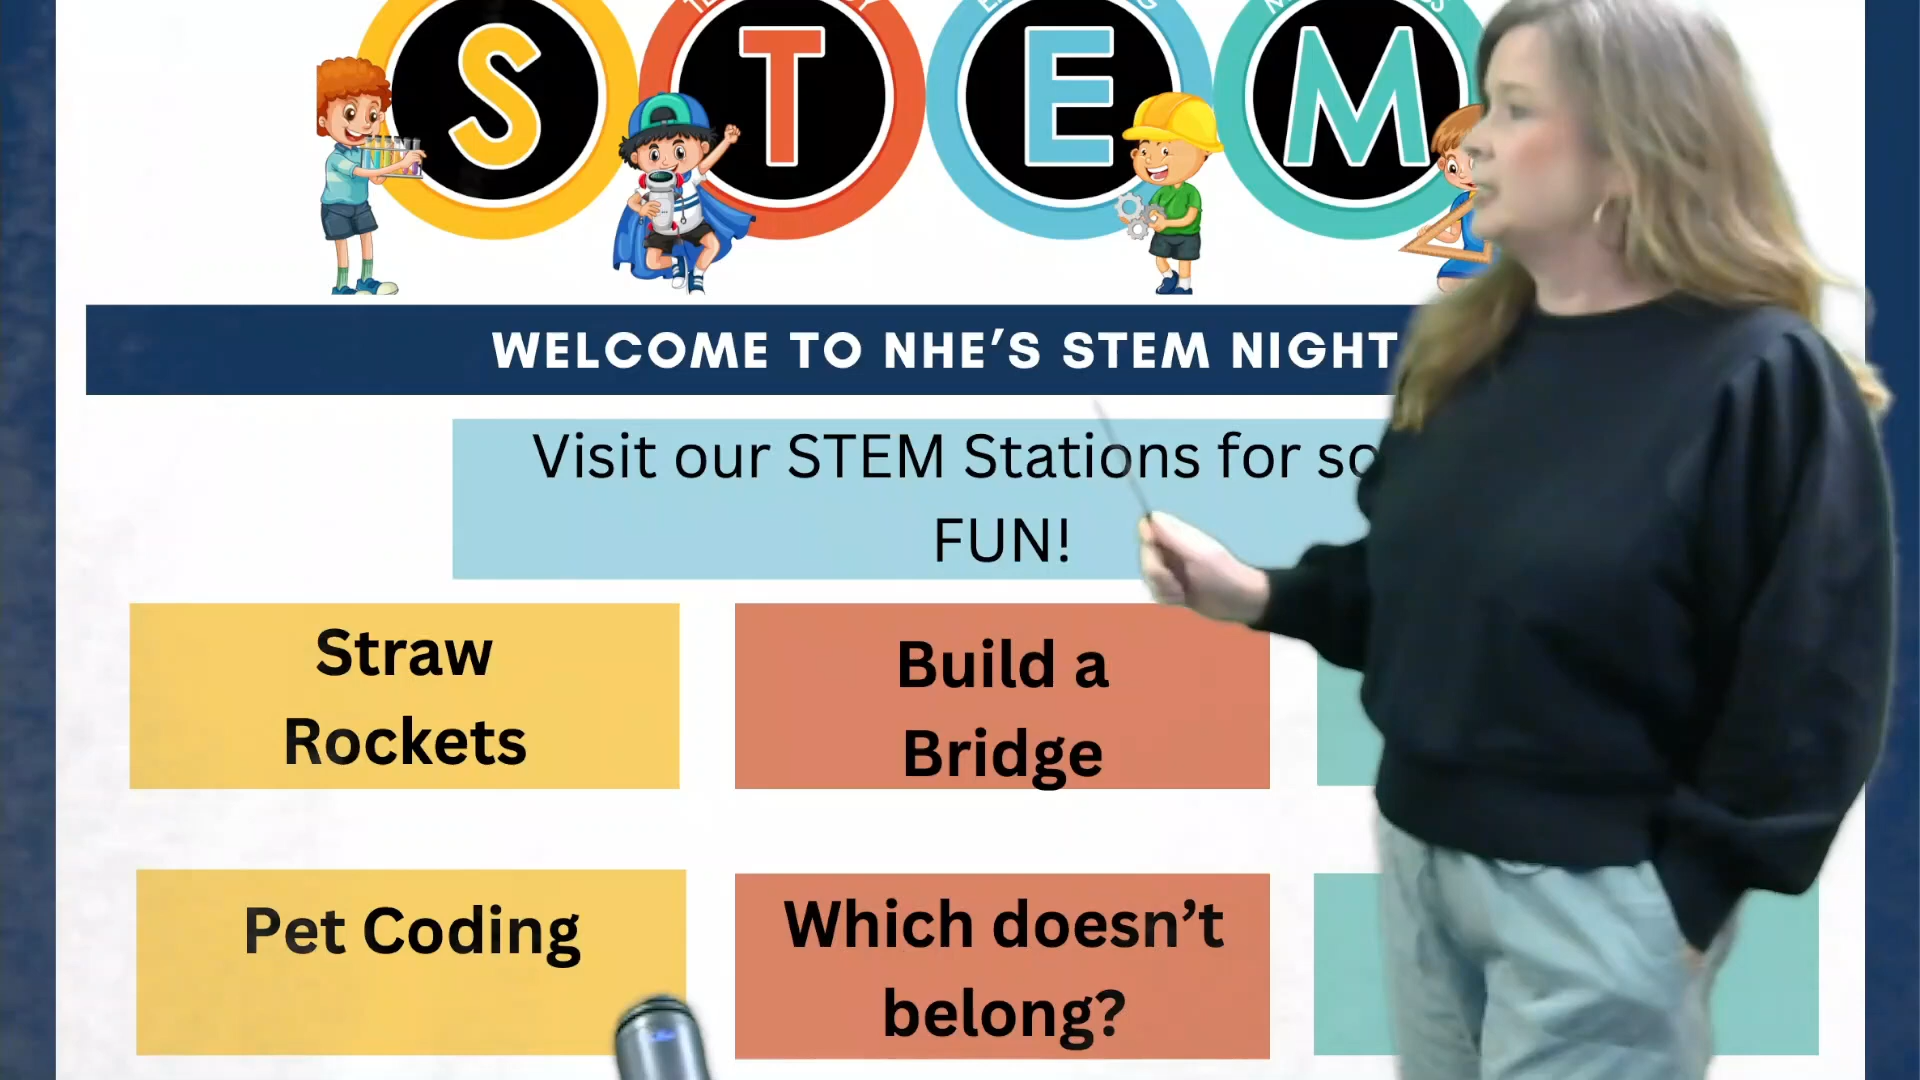 S T E M
WELCOME TO NHE’S STEM NIGHT
Visit our STEM Stations for
FUN!
Straw
Rockets
Build a
Bridge
Pet Coding
Which doesn’t
belong?